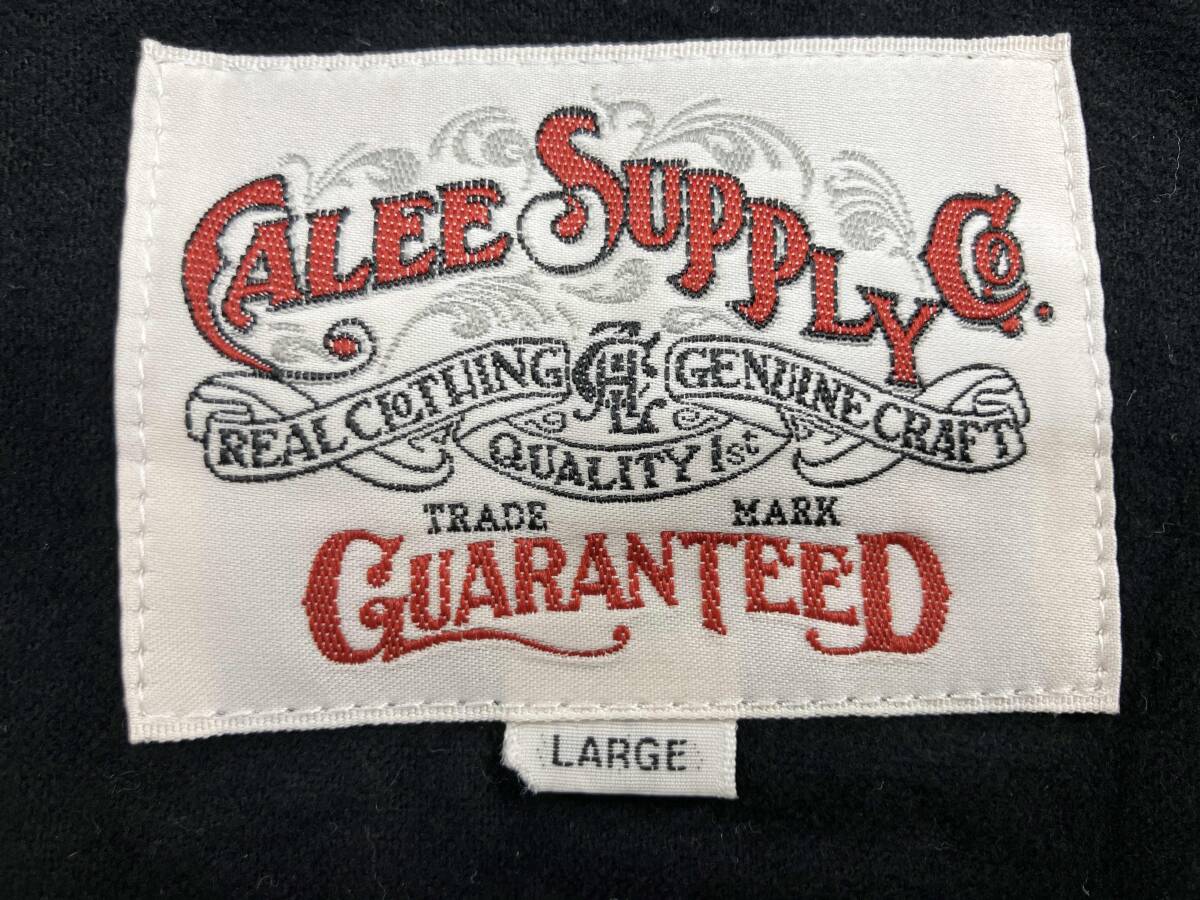 CALEE SUPPLY CO.
REAL CLOTHING GENUINE CRAFT
QUALITY 1st
TRADE MARK
GUARANTEED
LARGE